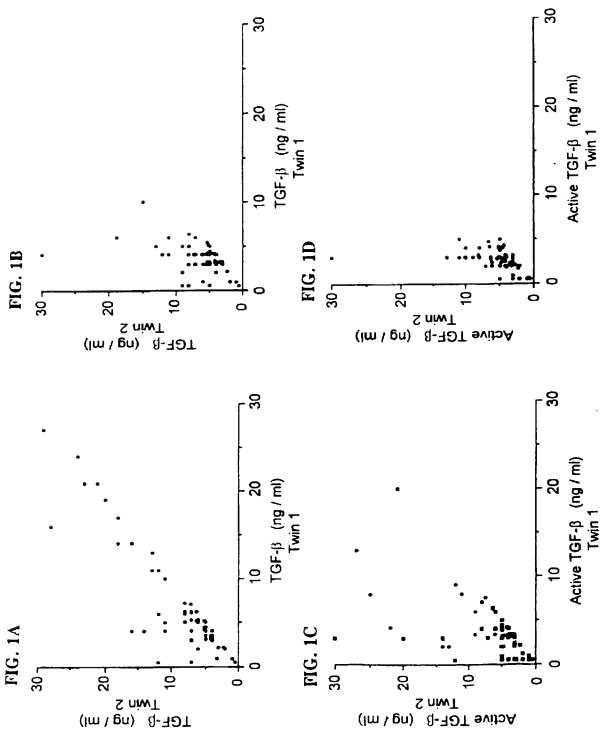 FIG. 1A
30
20
10
0
TGF-β (ng / ml)
Twin 2
0
10
20
30
TGF-β (ng / ml)
Twin 1
FIG. 1B
30
20
10
0
TGF-β (ng / ml)
Twin 2
0
10
20
30
TGF-β (ng / ml)
Twin 1
FIG. 1C
30
20
10
0
Active TGF-β (ng / ml)
Twin 2
0
10
20
30
Active TGF-β (ng / ml)
Twin 1
FIG. 1D
30
20
10
0
Active TGF-β (ng / ml)
Twin 2
0
10
20
30
Active TGF-β (ng / ml)
Twin 1